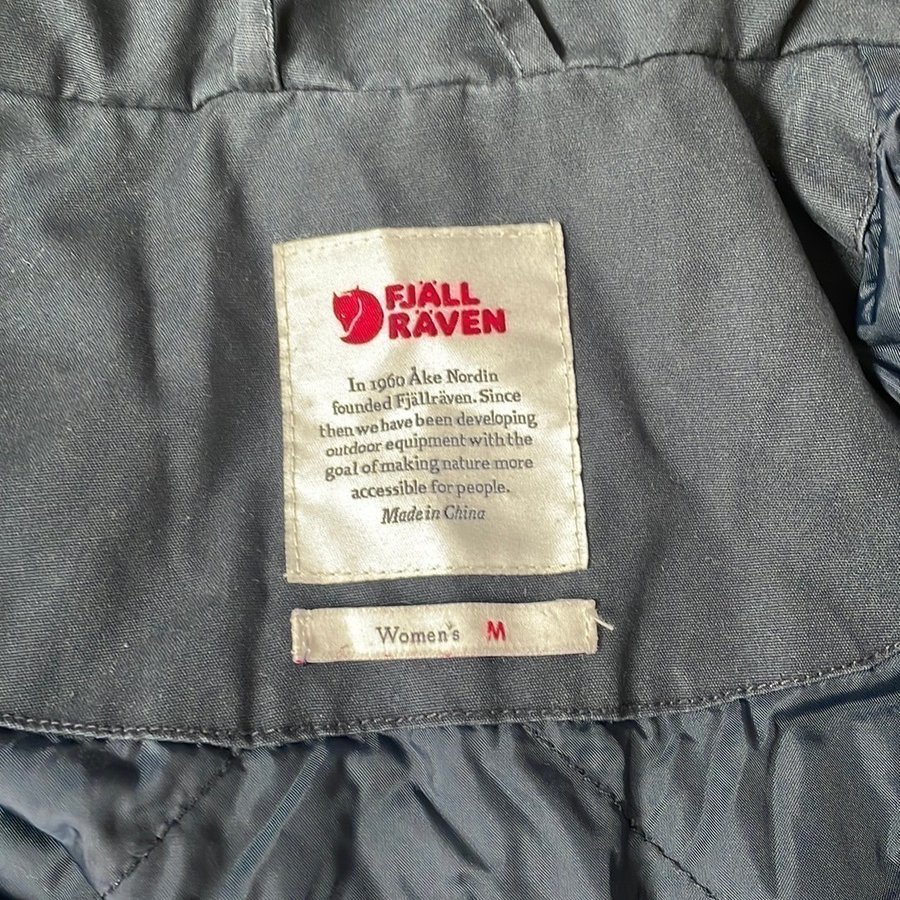 FJÄLL
RÄVEN
In 1960 Åke Nordin
founded Fjällräven. Since
then we have been developing
outdoor equipment with the
goal of making nature more
accessible for people.
Made in China
Women's M